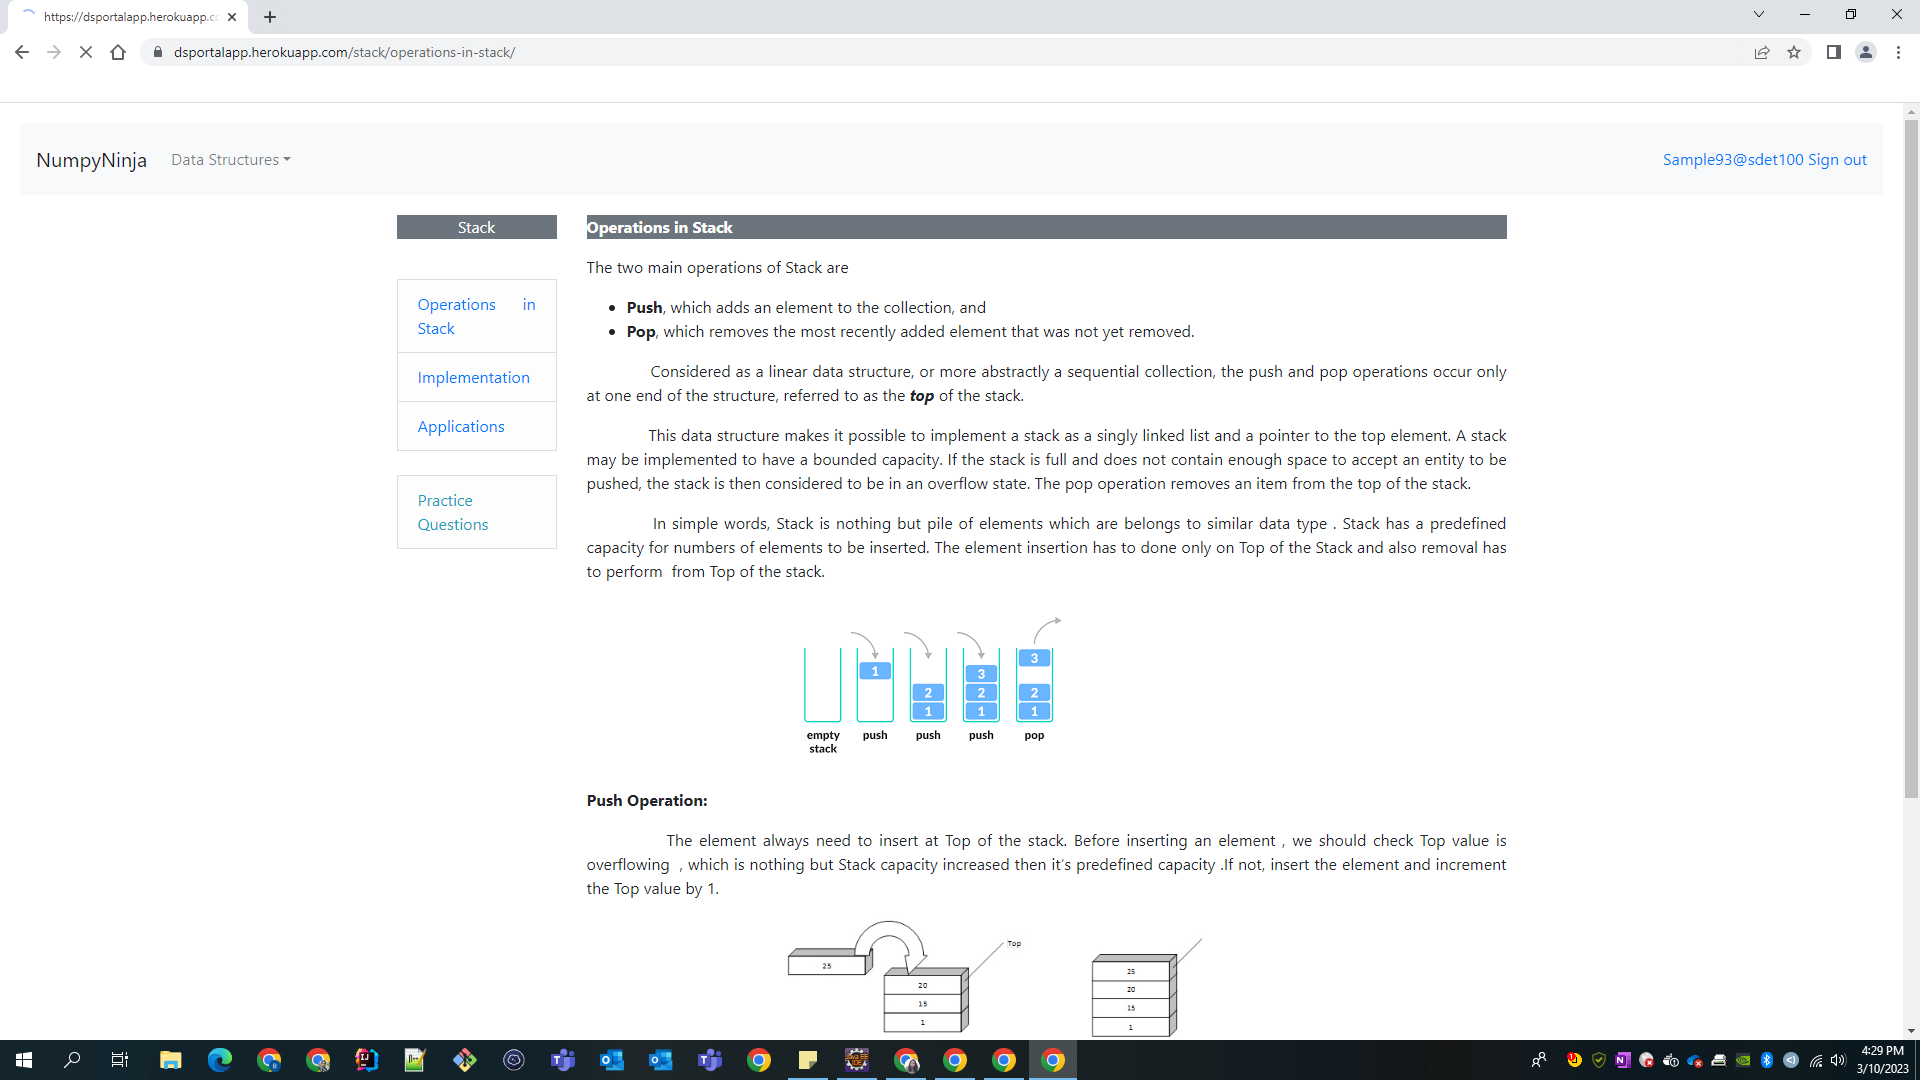 https://dsportalapp.herokuapp.c
dsportalapp.herokuapp.com/stack/operations-in-stack/
NumpyNinja Data Structures Sample93@sdet100 Sign out
Stack
Operations in
Stack
Implementation
Applications
Practice
Questions
Operations in Stack
The two main operations of Stack are
Push, which adds an element to the collection, and
Pop, which removes the most recently added element that was not yet removed.
Considered as a linear data structure, or more abstractly a sequential collection, the push and pop operations occur only
at one end of the structure, referred to as the top of the stack.
This data structure makes it possible to implement a stack as a singly linked list and a pointer to the top element. A stack
may be implemented to have a bounded capacity. If the stack is full and does not contain enough space to accept an entity to be
pushed, the stack is then considered to be in an overflow state. The pop operation removes an item from the top of the stack.
In simple words, Stack is nothing but pile of elements which are belongs to similar data type . Stack has a predefined
capacity for numbers of elements to be inserted. The element insertion has to done only on Top of the Stack and also removal has
to perform  from Top of the stack.
3
1 3
2 2 2
1 1 1
empty push push push pop
stack
Push Operation:
The element always need to insert at Top of the stack. Before inserting an element , we should check Top value is
overflowing  , which is nothing but Stack capacity increased then it's predefined capacity .If not, insert the element and increment
the Top value by 1.
Top
25
20
15
1
25
20
15
1
4:29 PM
3/10/2023